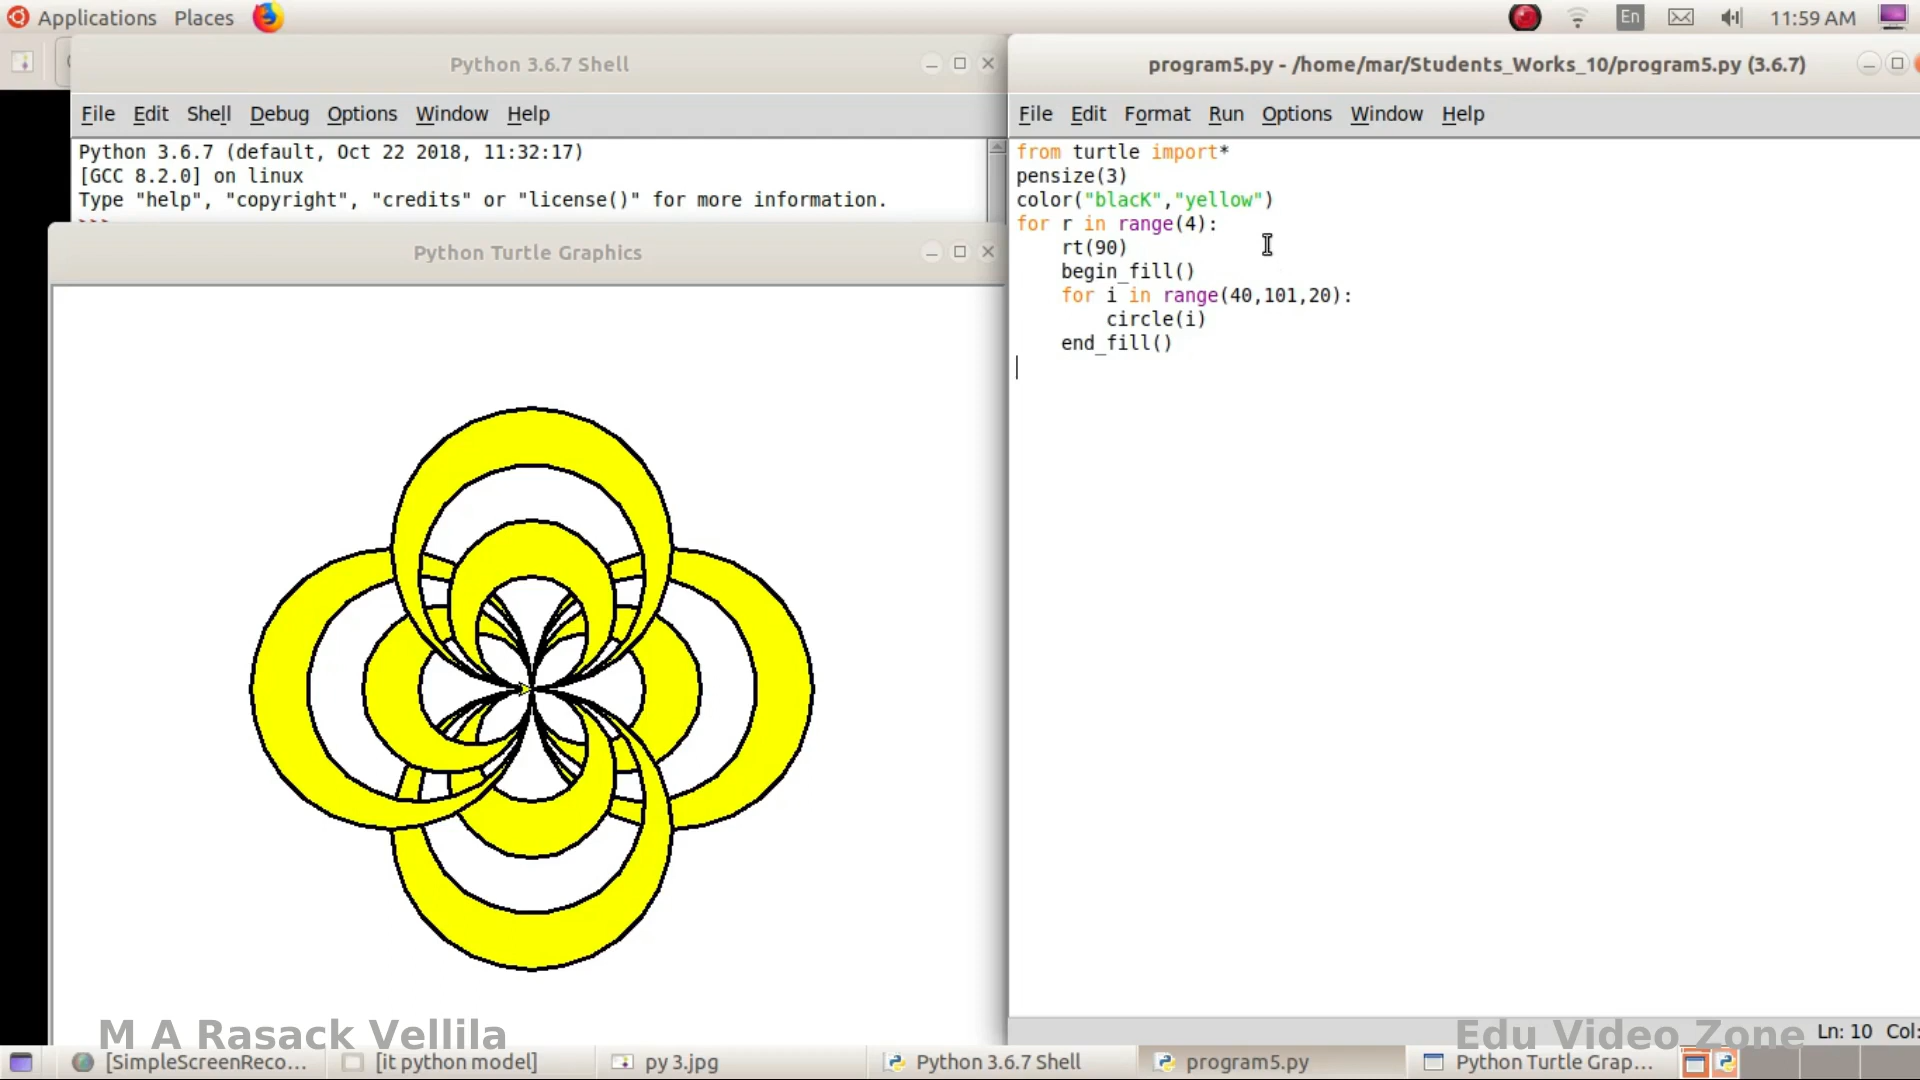 Applications Places
En 11:59 AM
Python 3.6.7 Shell
File Edit Shell Debug Options Window Help
Python 3.6.7 (default, Oct 22 2018, 11:32:17)
[GCC 8.2.0] on linux
Type "help", "copyright", "credits" or "license()" for more information.
>>>
Python Turtle Graphics
program5.py - /home/mar/Students_Works_10/program5.py (3.6.7)
File Edit Format Run Options Window Help
from turtle import*
pensize(3)
color("blacK","yellow")
for r in range(4):
    rt(90)
    begin_fill()
    for i in range(40,101,20):
        circle(i)
    end_fill()
M A Rasack Vellila
Edu Video Zone
Ln: 10 Col:
[SimpleScreenReco... [it python model] py 3.jpg Python 3.6.7 Shell program5.py Python Turtle Grap...